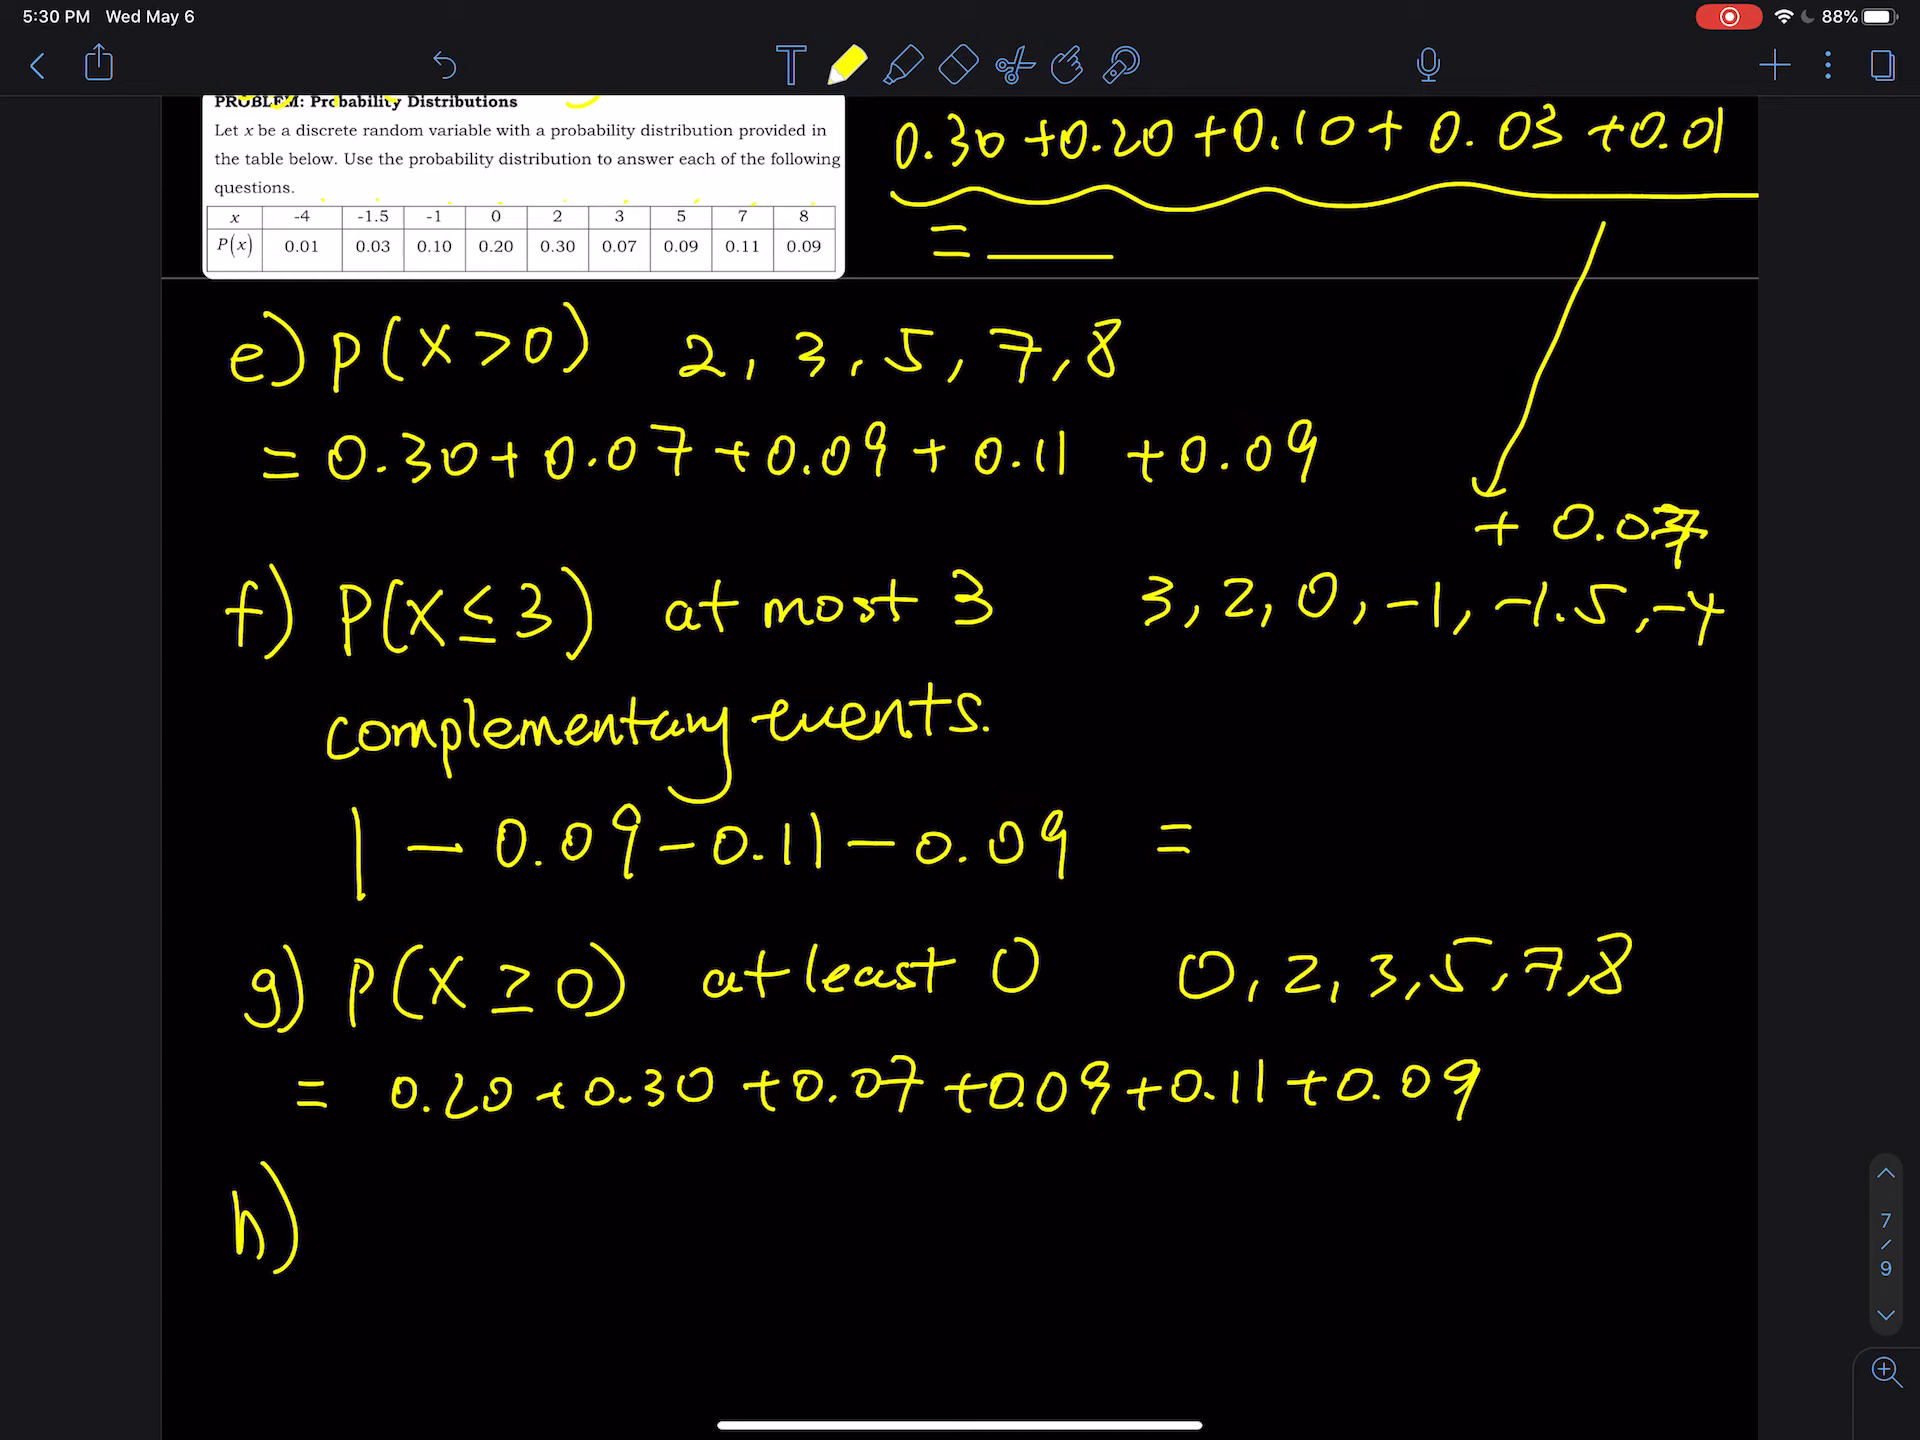 5:30 PM Wed May 6
88%
PROBLEM: Probability Distributions
Let x be a discrete random variable with a probability distribution provided in
the table below. Use the probability distribution to answer each of the following
questions.
x -4 -1.5 -1 0 2 3 5 7 8
P(x) 0.01 0.03 0.10 0.20 0.30 0.07 0.09 0.11 0.09
0.30 +0.20 +0.10 + 0.03 +0.01
= ______
e) P(X>0) 2, 3, 5, 7, 8
= 0.30 + 0.07 + 0.09 + 0.11 + 0.09
+ 0.07
f) P(X≤3) at most 3 3, 2, 0, -1, -1.5, -4
complementary events.
1 - 0.09 - 0.11 - 0.09 =
g) P(X≥0) at least 0 0, 2, 3, 5, 7, 8
= 0.20 + 0.30 + 0.07 + 0.09 + 0.11 + 0.09
h)
7
/
9